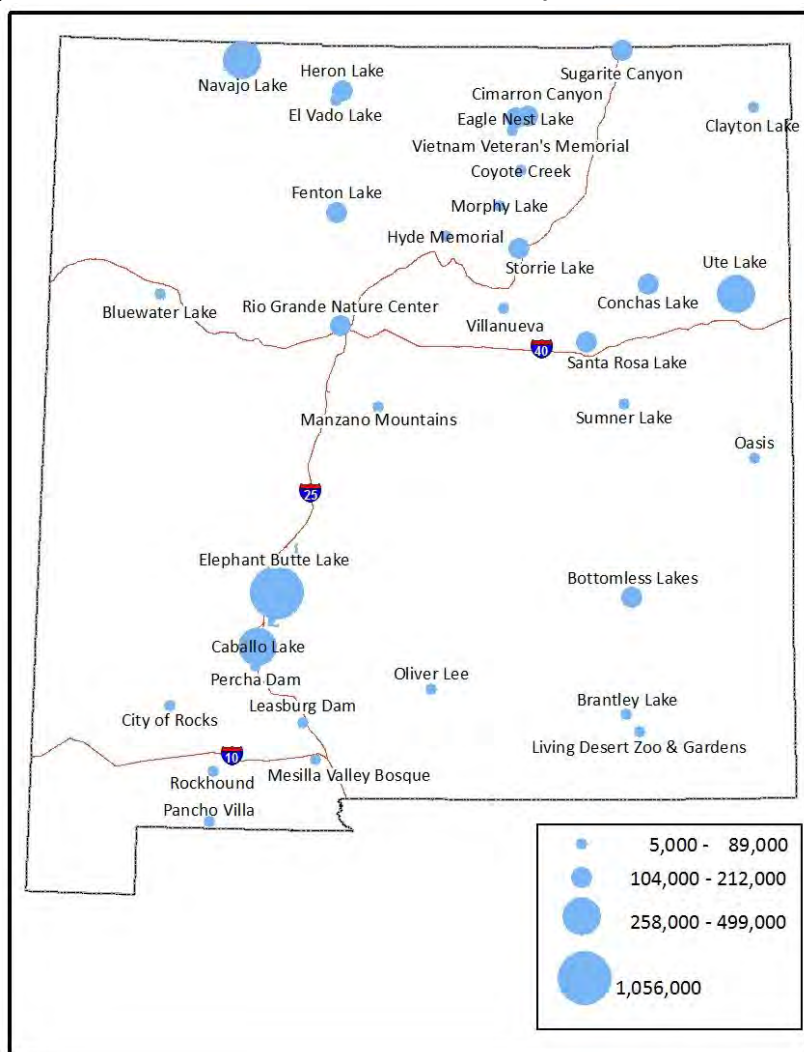 Navajo Lake
Heron Lake
El Vado Lake
Sugarite Canyon
Cimarron Canyon
Eagle Nest Lake
Vietnam Veteran's Memorial
Clayton Lake
Coyote Creek
Fenton Lake
Morphy Lake
Hyde Memorial
Storrie Lake
Ute Lake
Conchas Lake
Bluewater Lake
Rio Grande Nature Center
Villanueva
40
Santa Rosa Lake
Manzano Mountains
Sumner Lake
Oasis
25
Elephant Butte Lake
Bottomless Lakes
Caballo Lake
Percha Dam
Oliver Lee
City of Rocks
Leasburg Dam
Brantley Lake
Living Desert Zoo & Gardens
10
Mesilla Valley Bosque
Rockhound
Pancho Villa
5,000 - 89,000
104,000 - 212,000
258,000 - 499,000
1,056,000